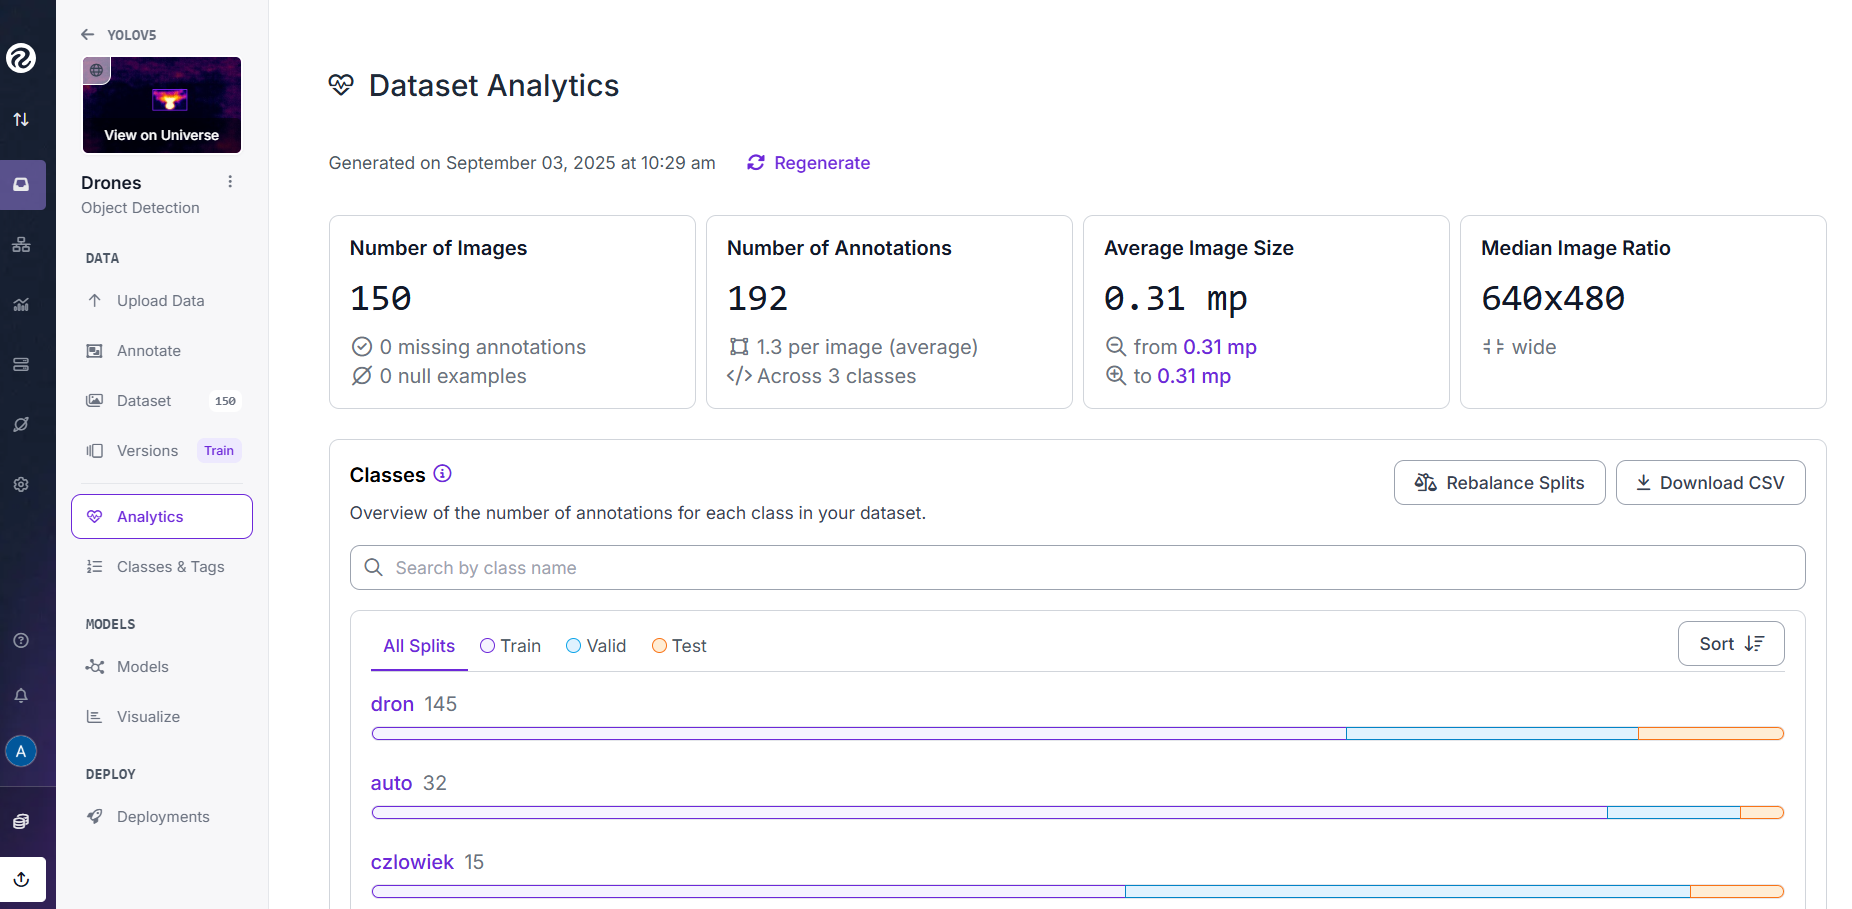 YOLOV5
View on Universe
Drones
Object Detection
DATA
Upload Data
Annotate
Dataset 150
Versions Train
Analytics
Classes & Tags
MODELS
Models
Visualize
DEPLOY
Deployments
A
Dataset Analytics
Generated on September 03, 2025 at 10:29 am Regenerate
Number of Images
150
0 missing annotations
0 null examples
Number of Annotations
192
1.3 per image (average)
Across 3 classes
Average Image Size
0.31 mp
from 0.31 mp
to 0.31 mp
Median Image Ratio
640x480
wide
Classes
Overview of the number of annotations for each class in your dataset.
Rebalance Splits
Download CSV
Search by class name
All Splits Train Valid Test
Sort
dron 145
auto 32
czlowiek 15